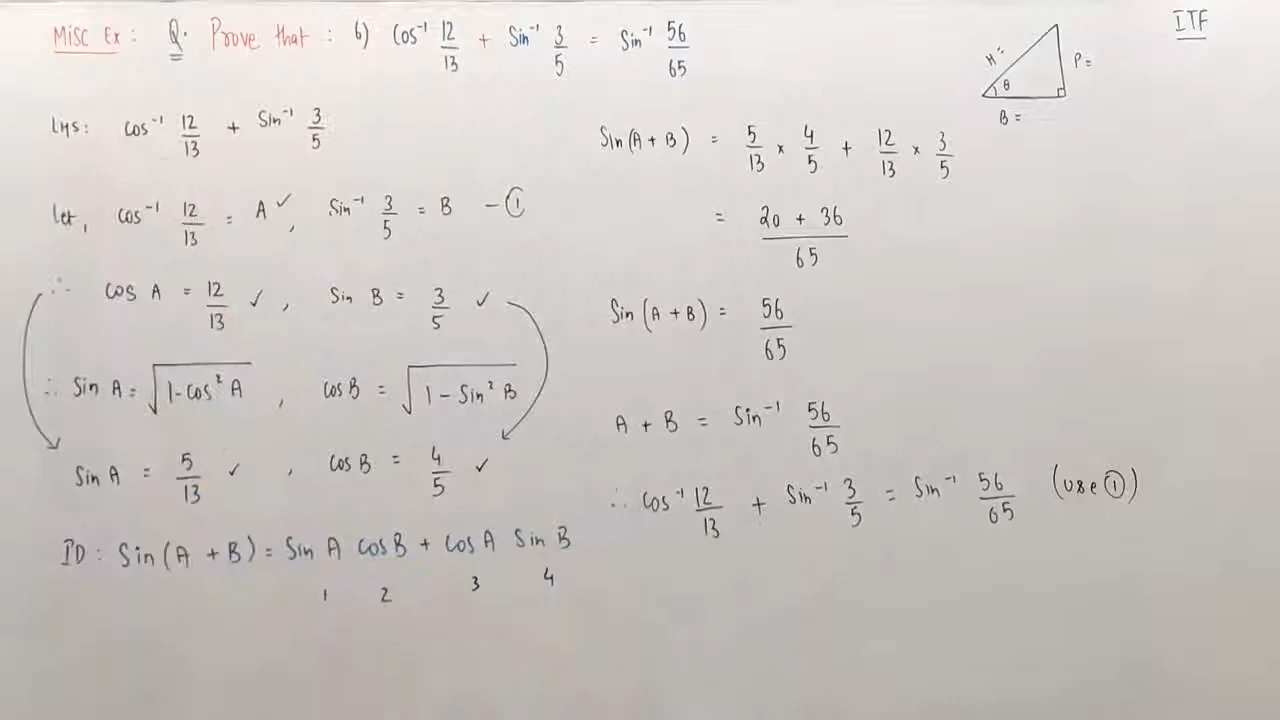 Misc Ex: Q. Prove that: 6) Cos⁻¹ 12/13 + Sin⁻¹ 3/5 = Sin⁻¹ 56/65
ITF
H = θ P =
B =
LHS: Cos⁻¹ 12/13 + Sin⁻¹ 3/5
let, Cos⁻¹ 12/13 = A ✓, Sin⁻¹ 3/5 = B - ①
∴ Cos A = 12/13 ✓, Sin B = 3/5 ✓
∴ Sin A = √(1-Cos² A), Cos B = √(1 - Sin² B)
Sin A = 5/13 ✓, Cos B = 4/5 ✓
ID: Sin(A + B) = Sin A Cos B + Cos A Sin B
1 2 3 4
Sin(A + B) = 5/13 × 4/5 + 12/13 × 3/5
= (20 + 36)/65
Sin(A + B) = 56/65
A + B = Sin⁻¹ 56/65
∴ Cos⁻¹ 12/13 + Sin⁻¹ 3/5 = Sin⁻¹ 56/65 (use ①)